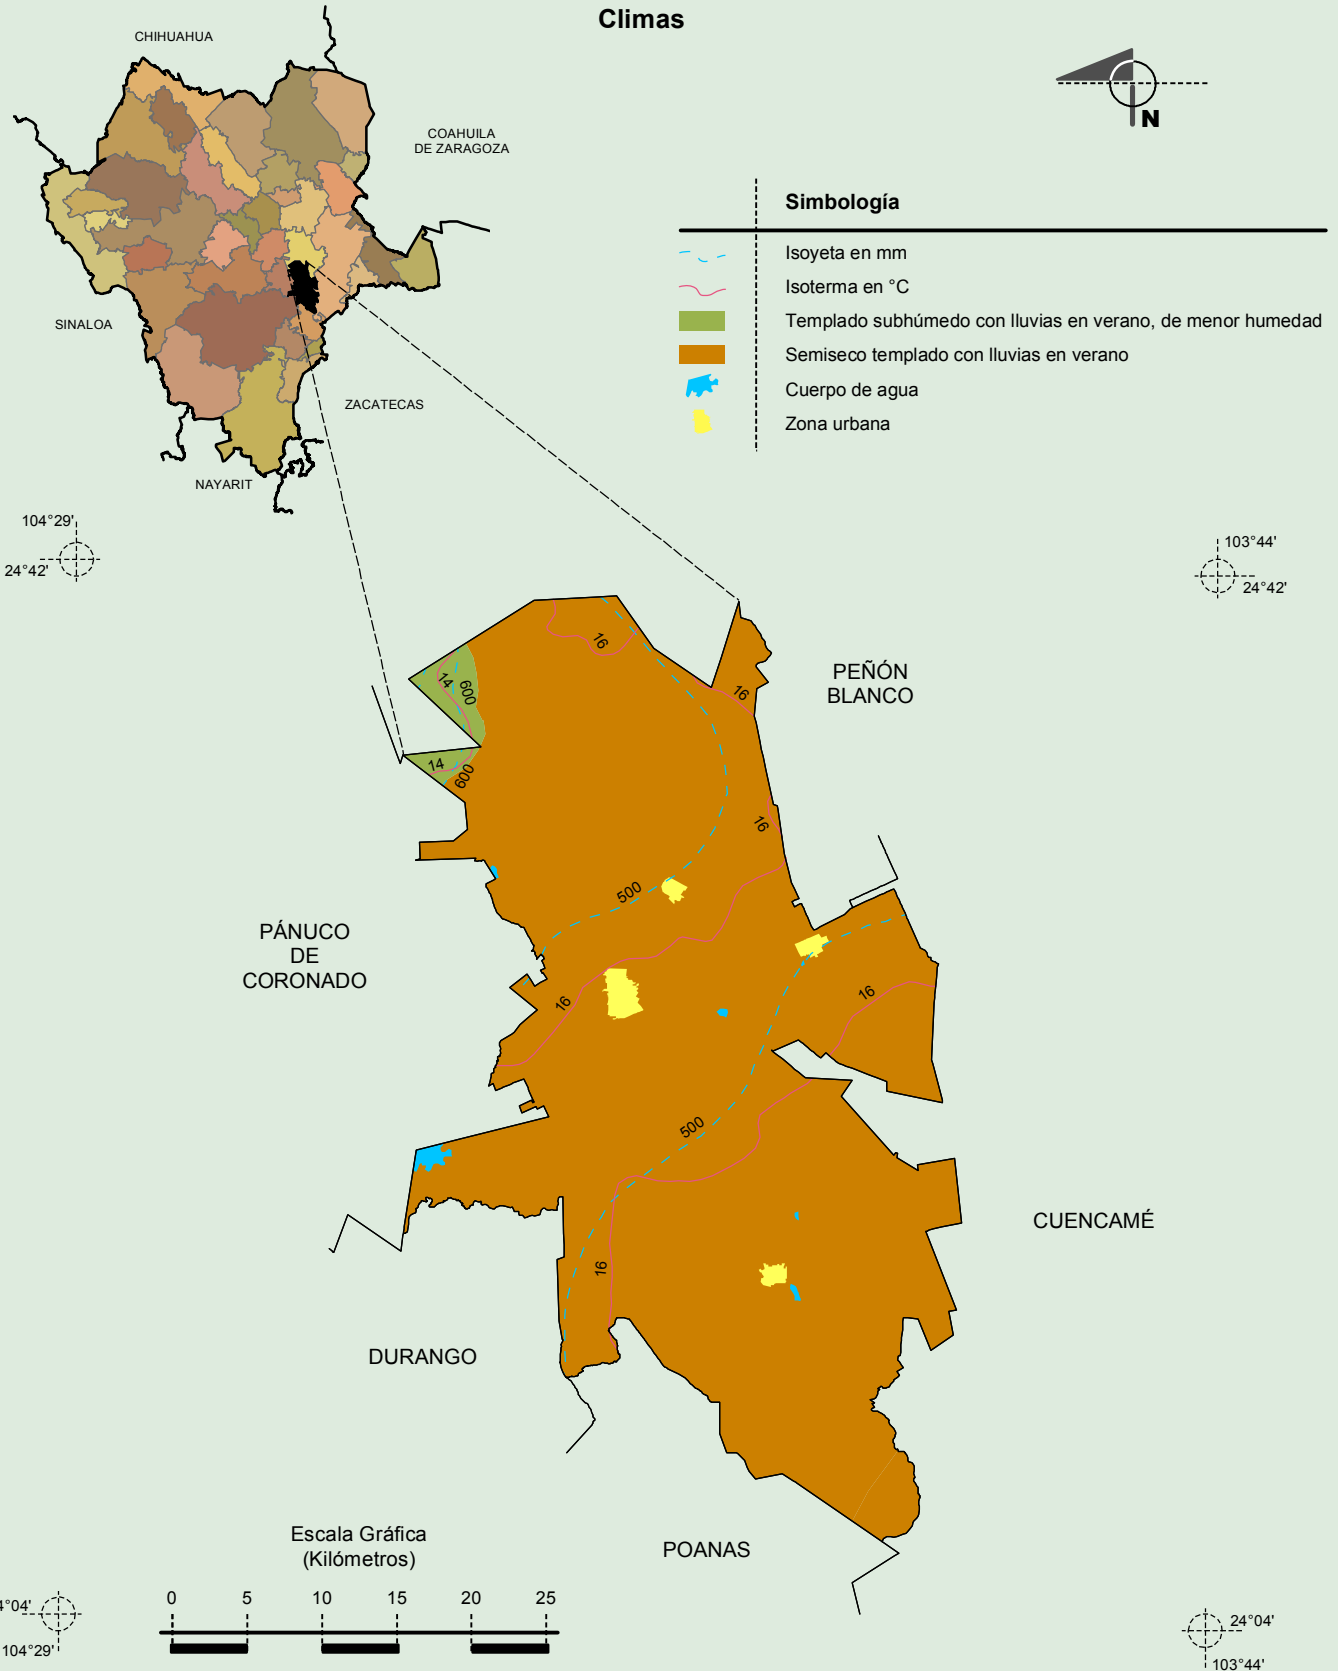 Climas
CHIHUAHUA
COAHUILA
DE ZARAGOZA
SINALOA
ZACATECAS
NAYARIT
N
Simbología
Isoyeta en mm
Isoterma en °C
Templado subhúmedo con lluvias en verano, de menor humedad
Semiseco templado con lluvias en verano
Cuerpo de agua
Zona urbana
104°29'
24°42'
103°44'
24°42'
16
14
600
16
14
600
16
500
16
16
500
16
PEÑÓN
BLANCO
PÁNUCO
DE
CORONADO
CUENCAMÉ
DURANGO
POANAS
Escala Gráfica
(Kilómetros)
0 5 10 15 20 25
4°04'
104°29'
24°04'
103°44'